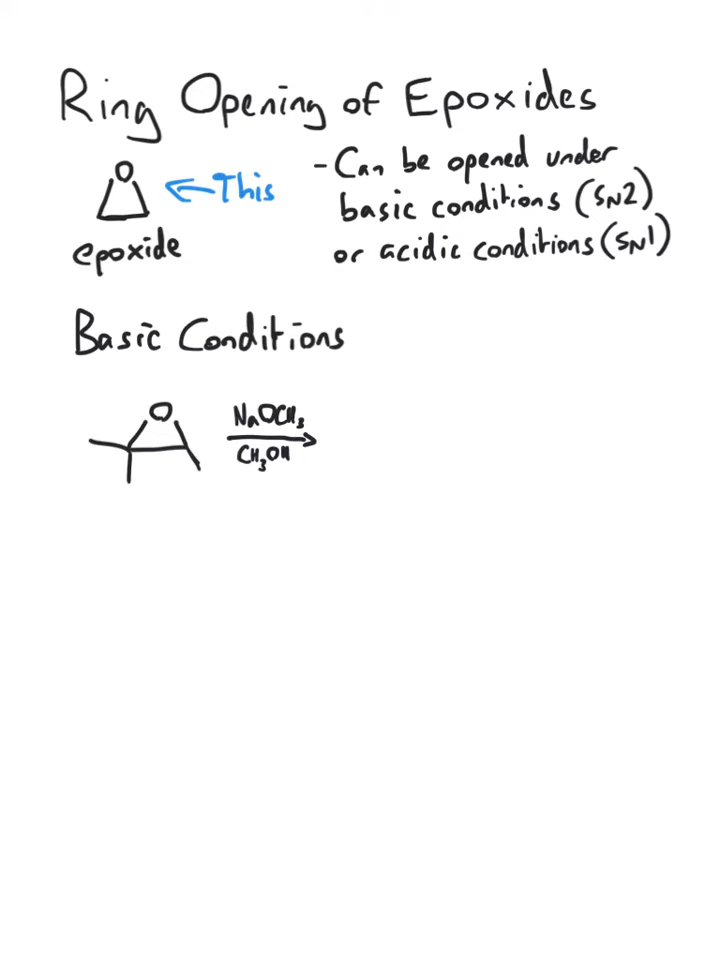 Ring Opening of Epoxides
O
←This
epoxide
- Can be opened under
basic conditions (SN2)
or acidic conditions (SN1)
Basic Conditions
O
NaOCH3
CH3OH